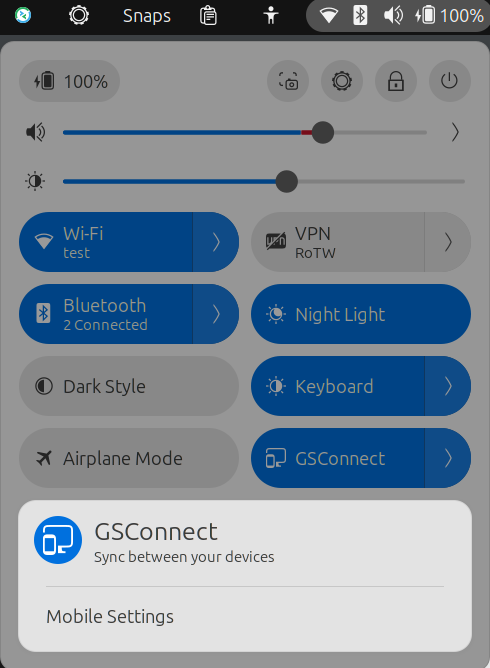 Snaps
100%
100%
Wi-Fi
test
VPN
VPN
RoTW
Bluetooth
2 Connected
Night Light
Dark Style
Keyboard
Airplane Mode
GSConnect
GSConnect
Sync between your devices
Mobile Settings